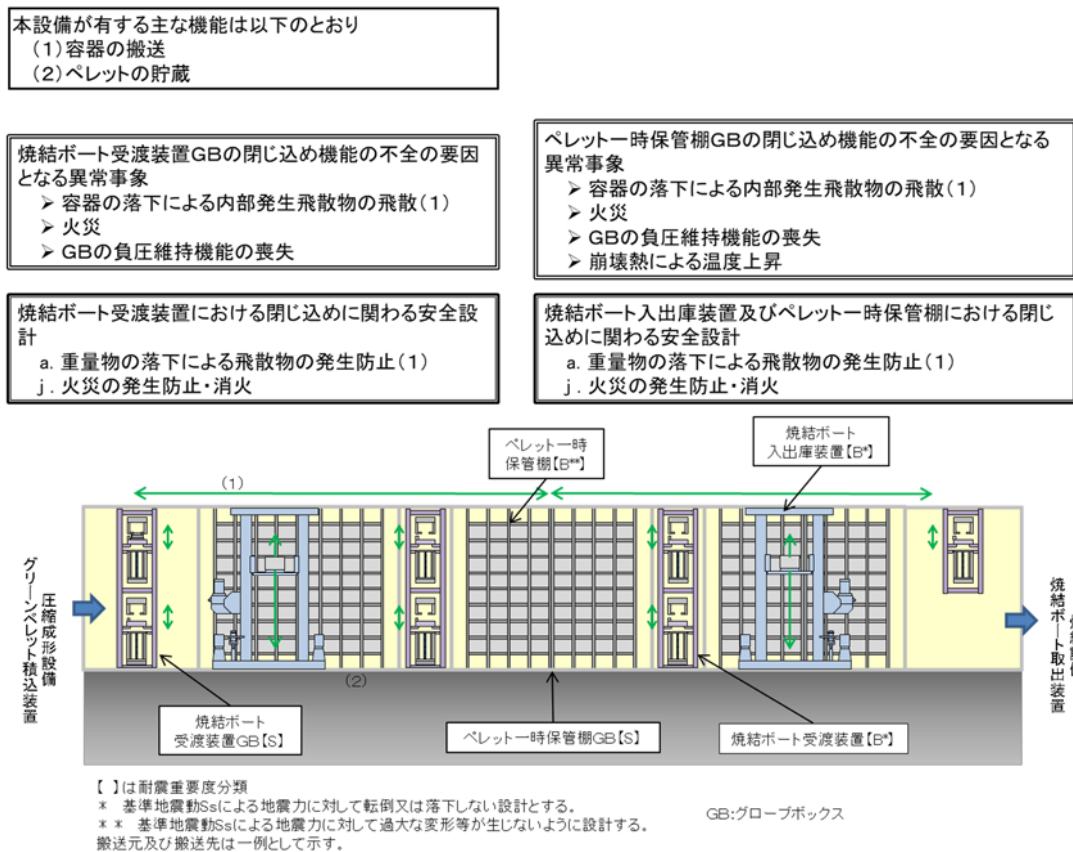 本設備が有する主な機能は以下のとおり
(1)容器の搬送
(2)ペレットの貯蔵
焼結ボート受渡装置GBの閉じ込め機能の不全の要因
となる異常事象
➢ 容器の落下による内部発生飛散物の飛散(1)
➢ 火災
➢ GBの負圧維持機能の喪失
ペレット一時保管棚GBの閉じ込め機能の不全の要因となる
異常事象
➢ 容器の落下による内部発生飛散物の飛散(1)
➢ 火災
➢ GBの負圧維持機能の喪失
➢ 崩壊熱による温度上昇
焼結ボート受渡装置における閉じ込めに関わる安全設
計
a. 重量物の落下による飛散物の発生防止(1)
j. 火災の発生防止・消火
焼結ボート入出庫装置及びペレット一時保管棚における閉じ
込めに関わる安全設計
a. 重量物の落下による飛散物の発生防止(1)
j. 火災の発生防止・消火
ペレット一時
保管棚【B**】
焼結ボート
入出庫装置【B*】
(1)
圧縮成形設備
グリーンペレット積込装置
焼結ボート取出装置
(2)
焼結ボート
受渡装置GB【S】
ペレット一時保管棚GB【S】
焼結ボート受渡装置【B*】
【 】は耐震重要度分類
* 基準地震動Ssによる地震力に対して転倒又は落下しない設計とする。
** 基準地震動Ssによる地震力に対して過大な変形等が生じないように設計する。
搬送元及び搬送先は一例として示す。
GB:グローブボックス